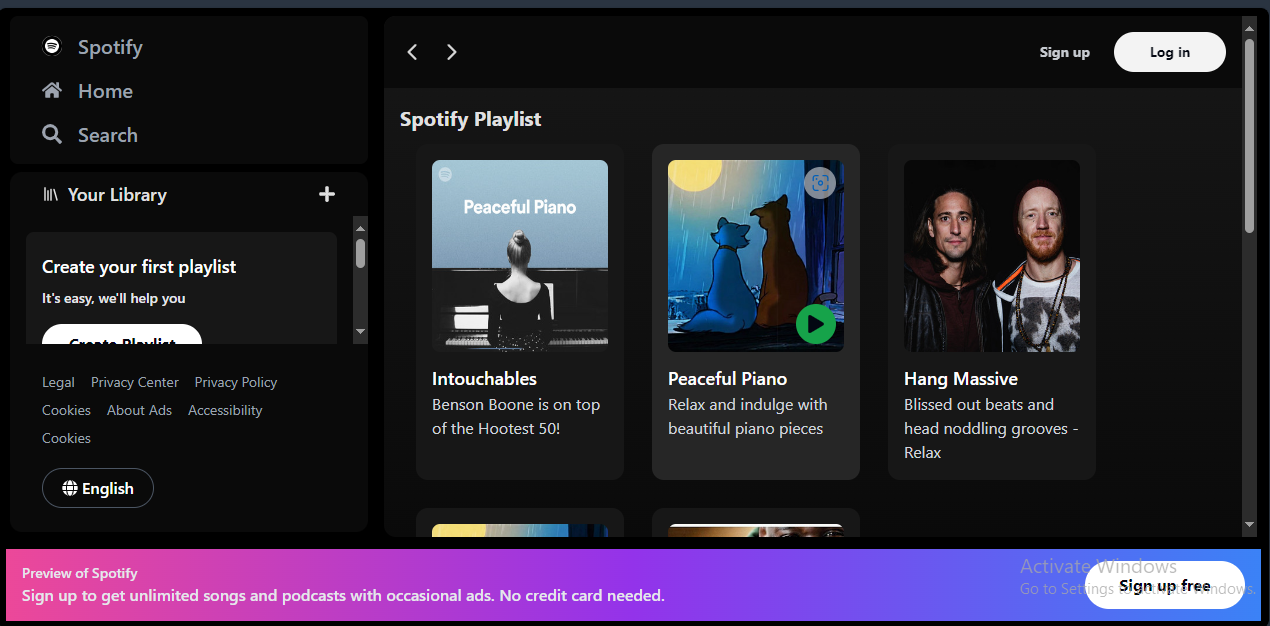 Spotify
Home
Search
Your Library
Create your first playlist
It's easy, we'll help you
Create Playlist
Legal Privacy Center Privacy Policy
Cookies About Ads Accessibility
Cookies
English
Sign up
Log in
Spotify Playlist
Peaceful Piano
Intouchables
Benson Boone is on top
of the Hootest 50!
Peaceful Piano
Relax and indulge with
beautiful piano pieces
Hang Massive
Blissed out beats and
head noddling grooves -
Relax
Preview of Spotify
Sign up to get unlimited songs and podcasts with occasional ads. No credit card needed.
Sign up free
Activate Windows
Go to Settings to activate Windows.